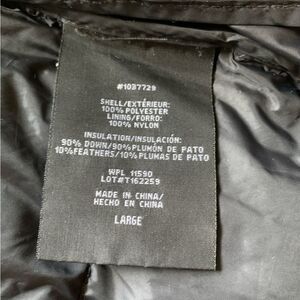 #1037729
SHELL/EXTÉRIEUR:
100% POLYESTER
LINING/FORRO:
100% NYLON
INSULATION/INSULACIÓN:
90% DOWN/90%PLUMÓN DE PATO
10%FEATHERS/10%PLUMAS DE PATO
WPL 11590
LOT#T162259
MADE IN CHINA/
HECHO EN CHINA
LARGE